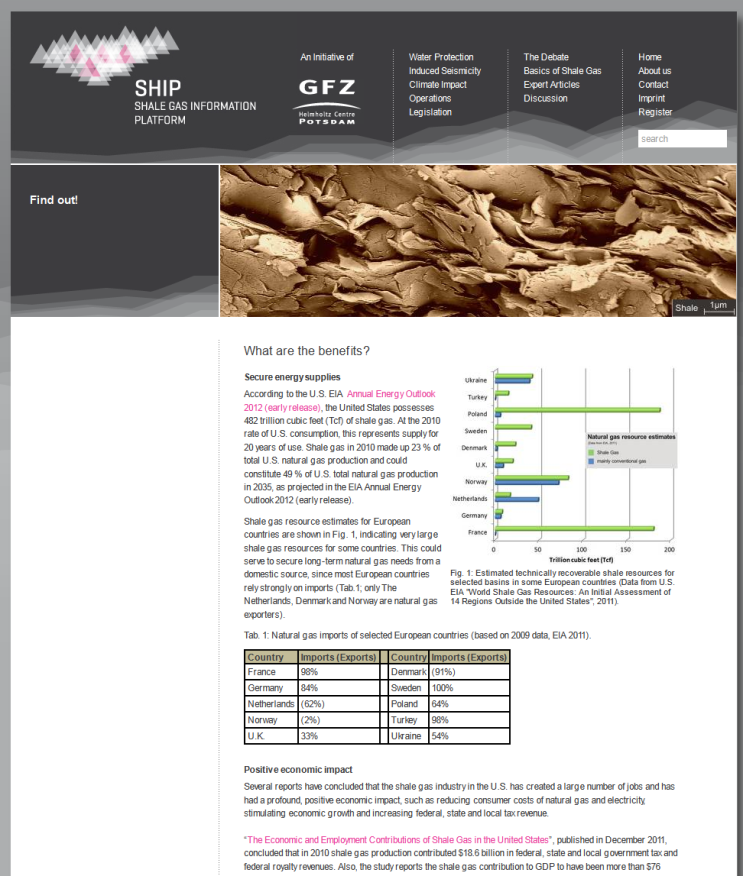 SHIP
SHALE GAS INFORMATION
PLATFORM
An Initiative of
GFZ
Helmholtz Centre
POTSDAM
Water Protection
Induced Seismicity
Climate Impact
Operations
Legislation
The Debate
Basics of Shale Gas
Expert Articles
Discussion
Home
About us
Contact
Imprint
Register
search
Find out!
Shale 1µm
What are the benefits?
Secure energy supplies
According to the U.S. EIA Annual Energy Outlook
2012 (early release), the United States possesses
482 trillion cubic feet (Tcf) of shale gas. At the 2010
rate of U.S. consumption, this represents supply for
20 years of use. Shale gas in 2010 made up 23 % of
total U.S. natural gas production and could
constitute 49 % of U.S. total natural gas production
in 2035, as projected in the EIA Annual Energy
Outlook 2012 (early release).
Shale gas resource estimates for European
countries are shown in Fig. 1, indicating very large
shale gas resources for some countries. This could
serve to secure long-term natural gas needs from a
domestic source, since most European countries
rely strongly on imports (Tab.1; only The
Netherlands, Denmark and Norway are natural gas
exporters).
Ukraine
Turkey
Poland
Sweden
Denmark
U.K.
Norway
Netherlands
Germany
France
Natural gas resource estimates
(Data from EIA, 2011)
Shale Gas
mainly conventional gas
0 50 100 150 200
Trillion cubic feet (Tcf)
Fig. 1: Estimated technically recoverable shale resources for
selected basins in some European countries (Data from U.S.
EIA "World Shale Gas Resources: An Initial Assessment of
14 Regions Outside the United States", 2011).
Tab. 1: Natural gas imports of selected European countries (based on 2009 data, EIA 2011).
Country Imports (Exports) Country Imports (Exports)
France 98% Denmark (91%)
Germany 84% Sweden 100%
Netherlands (62%) Poland 64%
Norway (2%) Turkey 98%
U.K. 33% Ukraine 54%
Positive economic impact
Several reports have concluded that the shale gas industry in the U.S. has created a large number of jobs and has
had a profound, positive economic impact, such as reducing consumer costs of natural gas and electricity,
stimulating economic growth and increasing federal, state and local tax revenue.
"The Economic and Employment Contributions of Shale Gas in the United States", published in December 2011,
concluded that in 2010 shale gas production contributed $18.6 billion in federal, state and local government tax and
federal royalty revenues. Also, the study reports the shale gas contribution to GDP to have been more than $76